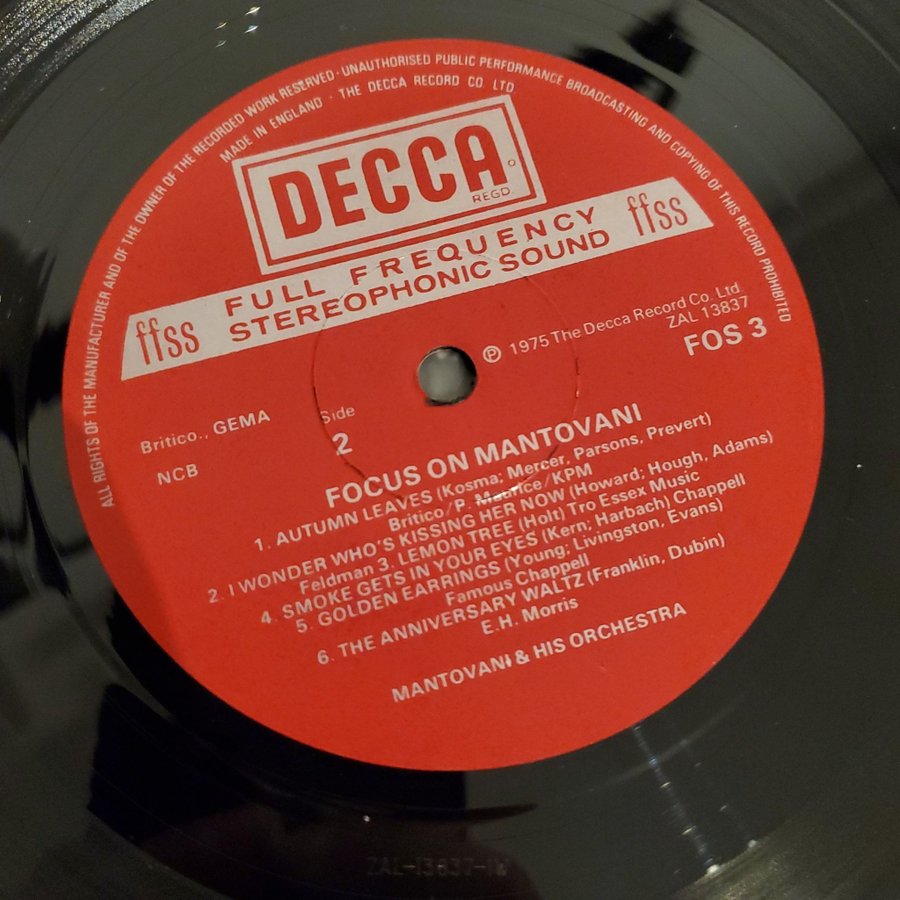 ALL RIGHTS OF THE MANUFACTURER AND OF THE OWNER OF THE RECORDED WORK RESERVED · UNAUTHORISED PUBLIC PERFORMANCE BROADCASTING AND COPYING OF THIS RECORD PROHIBITED
MADE IN ENGLAND · THE DECCA RECORD CO. LTD
DECCA
REGD.
ffss FULL FREQUENCY ffss
STEREOPHONIC SOUND
℗ 1975 The Decca Record Co. Ltd.
ZAL 13837
FOS 3
Britico., GEMA
NCB
Side
2
FOCUS ON MANTOVANI
1. AUTUMN LEAVES (Kosma; Mercer, Parsons, Prevert)
Britico/P. Maurice/KPM
2. I WONDER WHO'S KISSING HER NOW (Howard; Hough, Adams)
Feldman 3. LEMON TREE (Holt) Tro Essex Music
4. SMOKE GETS IN YOUR EYES (Kern; Harbach) Chappell
5. GOLDEN EARRINGS (Young; Livingston, Evans)
Famous Chappell
6. THE ANNIVERSARY WALTZ (Franklin, Dubin)
E.H. Morris
MANTOVANI & HIS ORCHESTRA